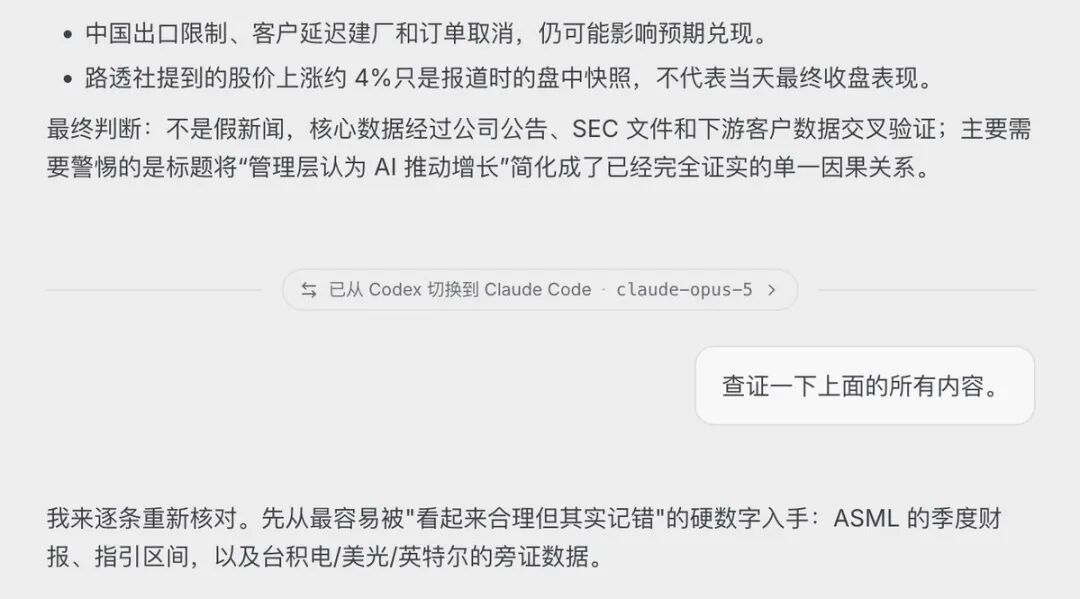 • 中国出口限制、客户延迟建厂和订单取消，仍可能影响预期兑现。
• 路透社提到的股价上涨约 4%只是报道时的盘中快照，不代表当天最终收盘表现。
最终判断：不是假新闻，核心数据经过公司公告、SEC 文件和下游客户数据交叉验证；主要需
要警惕的是标题将“管理层认为 AI 推动增长”简化成了已经完全证实的单一因果关系。
已从 Codex 切换到 Claude Code · claude-opus-5
查证一下上面的所有内容。
我来逐条重新核对。先从最容易被"看起来合理但其实记错"的硬数字入手：ASML 的季度财
报、指引区间，以及台积电/美光/英特尔的旁证数据。